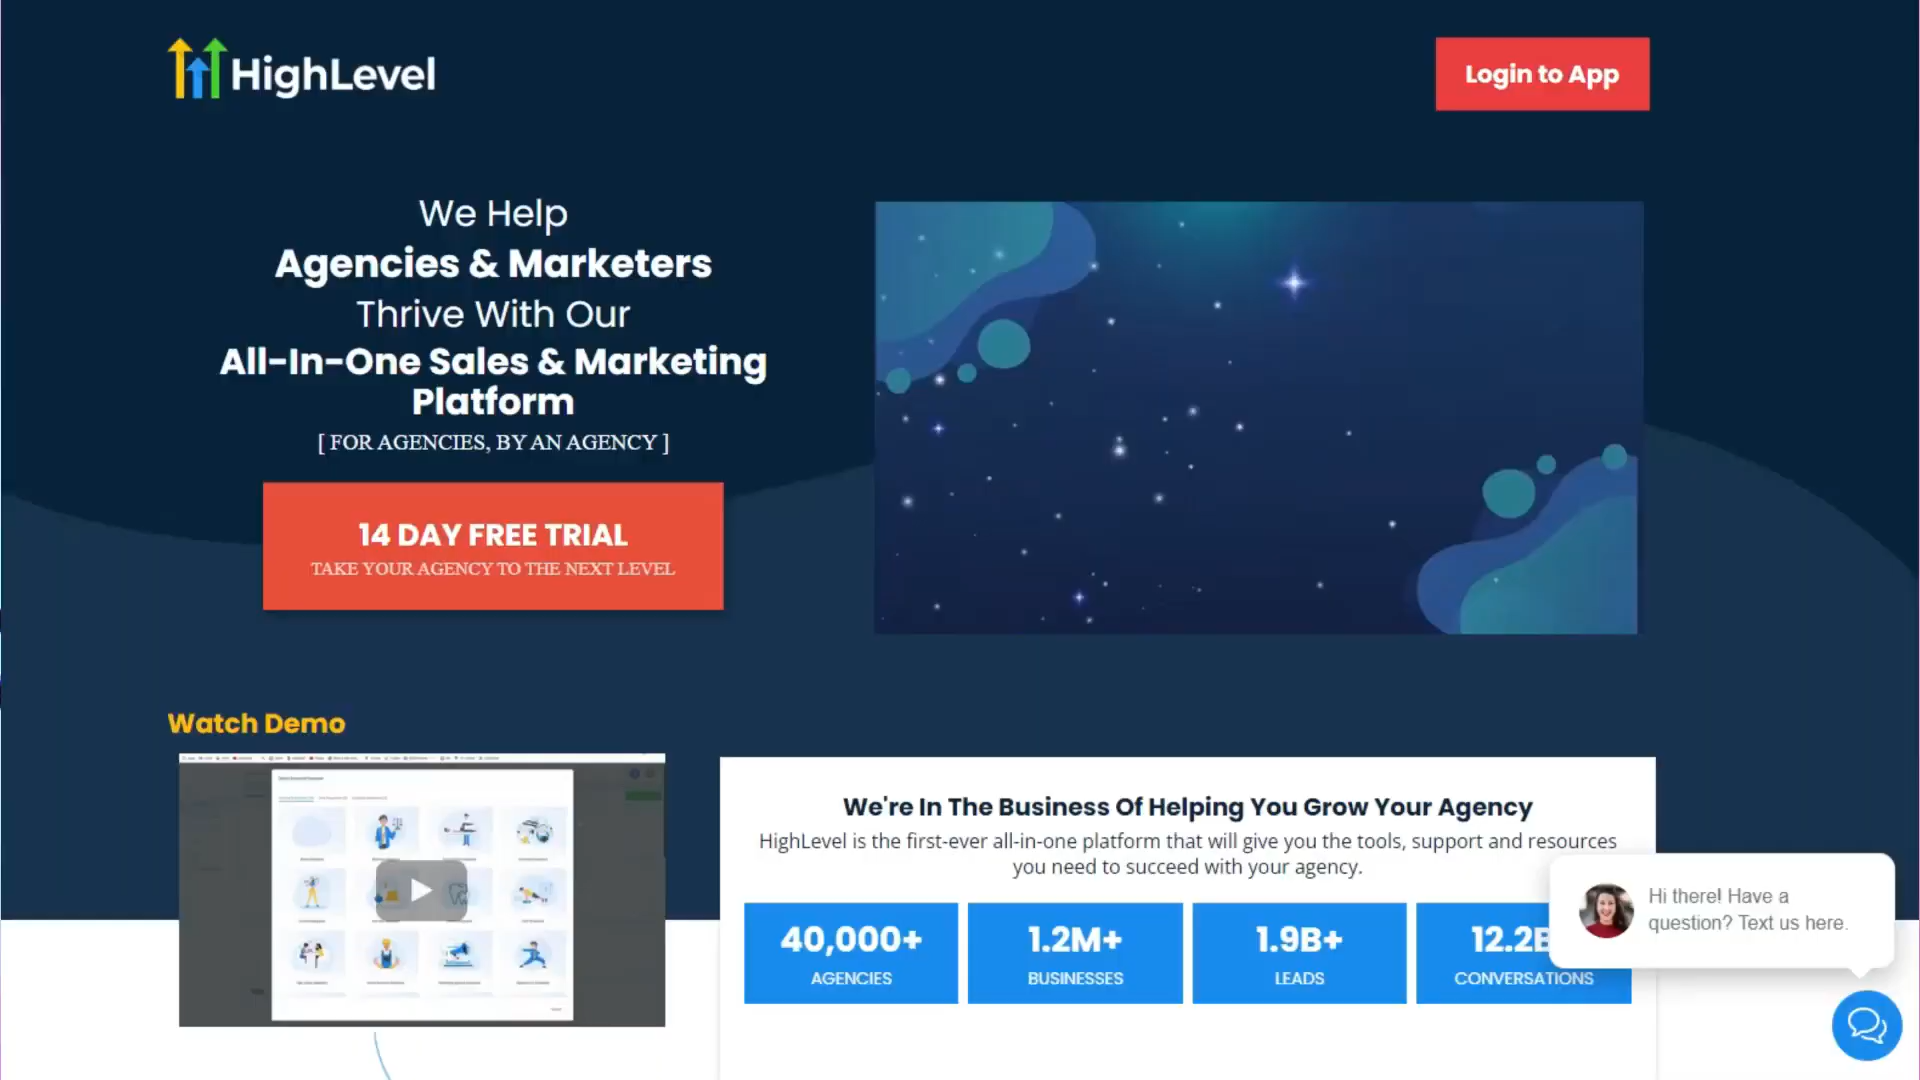 HighLevel
Login to App
We Help
Agencies & Marketers
Thrive With Our
All-In-One Sales & Marketing
Platform
[ FOR AGENCIES, BY AN AGENCY ]
14 DAY FREE TRIAL
TAKE YOUR AGENCY TO THE NEXT LEVEL
Watch Demo
We're In The Business Of Helping You Grow Your Agency
HighLevel is the first-ever all-in-one platform that will give you the tools, support and resources
you need to succeed with your agency.
40,000+
AGENCIES
1.2M+
BUSINESSES
1.9B+
LEADS
12.2B
CONVERSATIONS
Hi there! Have a
question? Text us here.